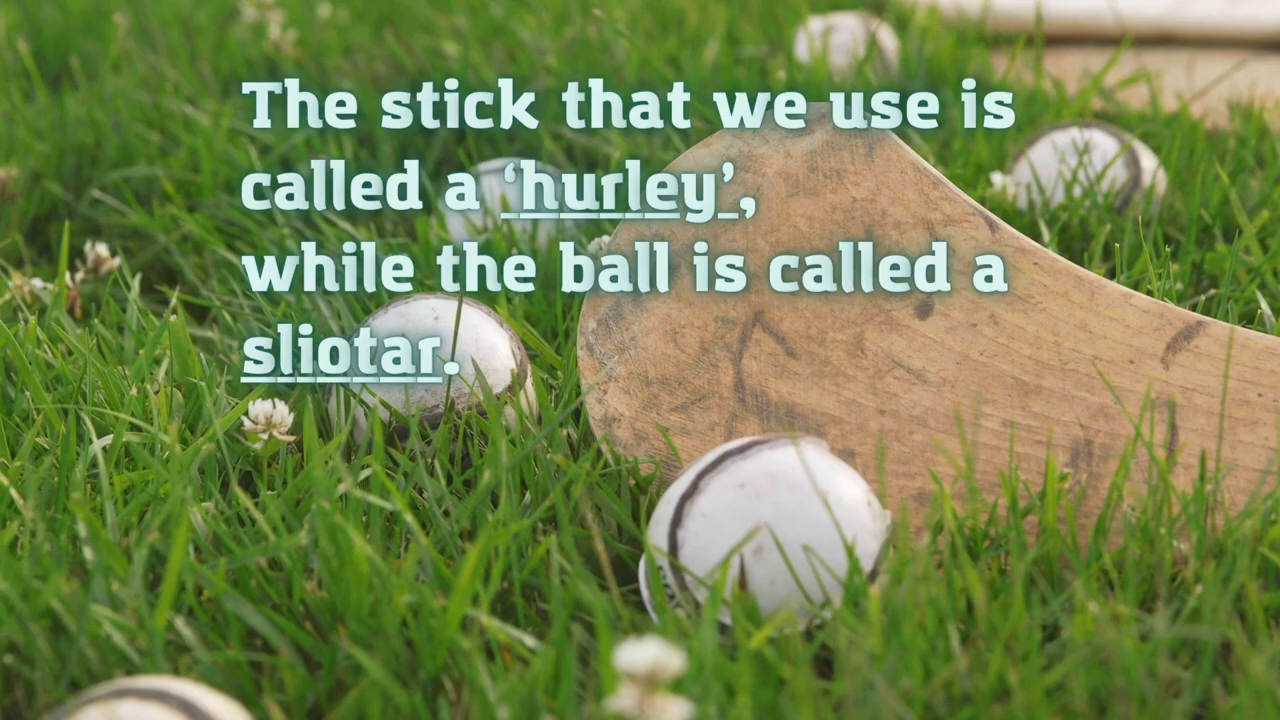 The stick that we use is
called a ‘hurley’,
while the ball is called a
sliotar.